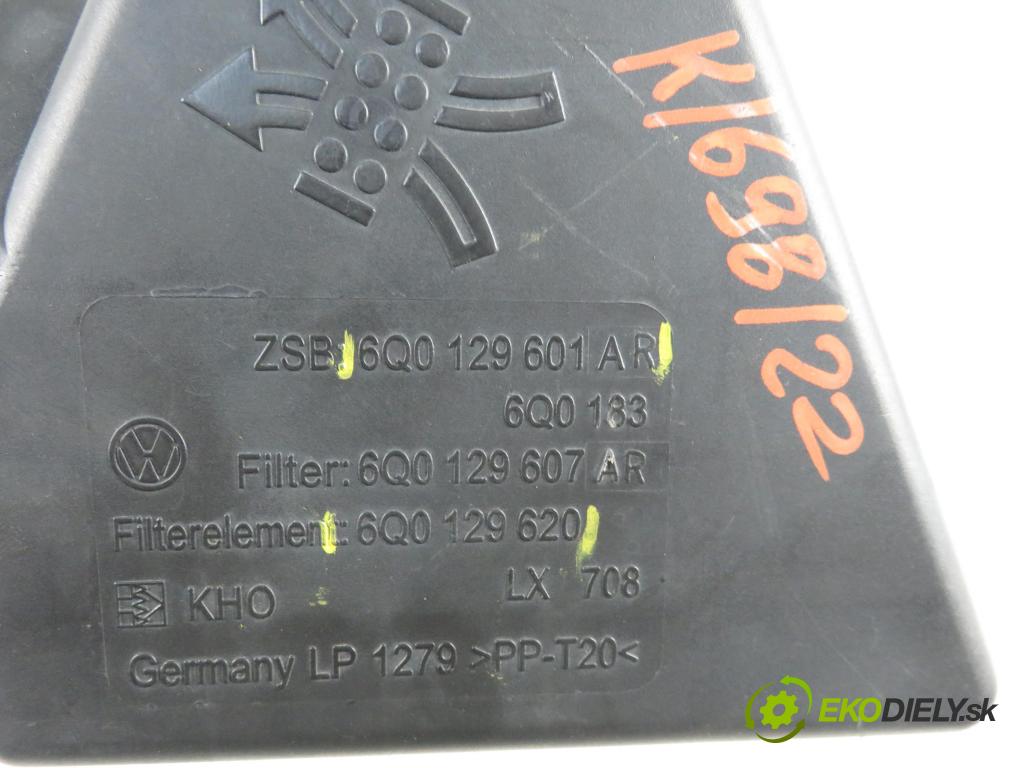 K1698/22
ZSB: 6Q0 129 601 AR
6Q0 183
Filter: 6Q0 129 607 AR
Filterelement: 6Q0 129 620
KHO LX 708
Germany LP 1279 >PP-T20<
EKODIELY.sk